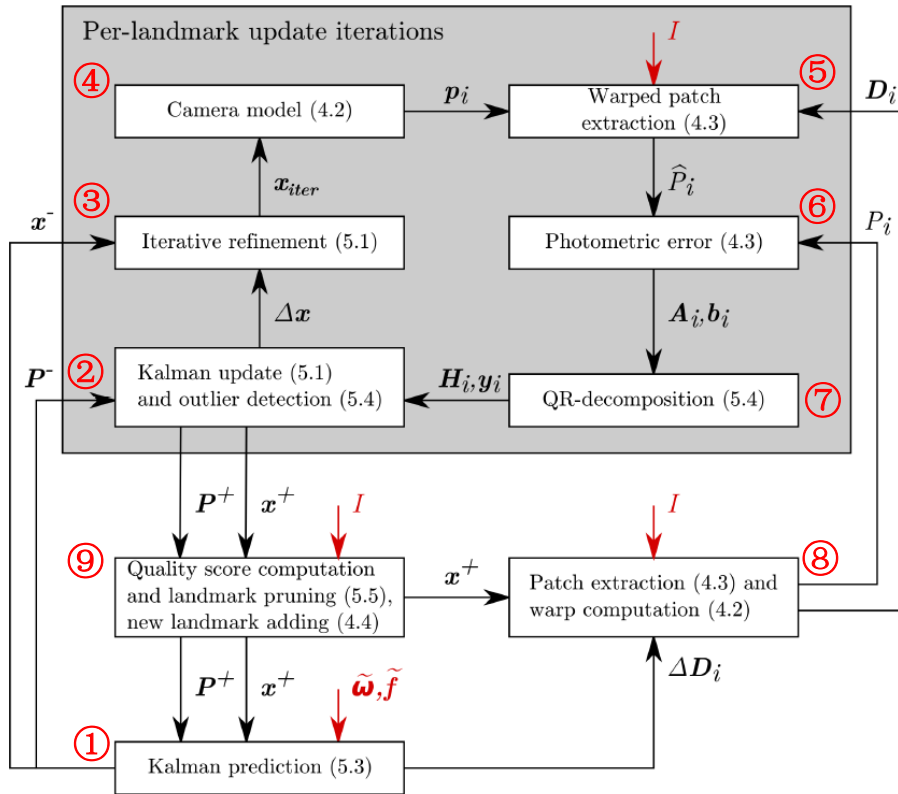 Per-landmark update iterations
I
④
⑤
Camera model (4.2)
p_i
Warped patch
extraction (4.3)
D_i
x_iter
P̂_i
③
⑥
x⁻
Iterative refinement (5.1)
Photometric error (4.3)
P_i
Δx
A_i,b_i
②
P⁻
Kalman update (5.1)
and outlier detection (5.4)
H_i,y_i
QR-decomposition (5.4)
⑦
P⁺
x⁺
I
I
⑨
⑧
Quality score computation
and landmark pruning (5.5),
new landmark adding (4.4)
x⁺
Patch extraction (4.3) and
warp computation (4.2)
P⁺
x⁺
ω̃,f̃
ΔD_i
①
Kalman prediction (5.3)